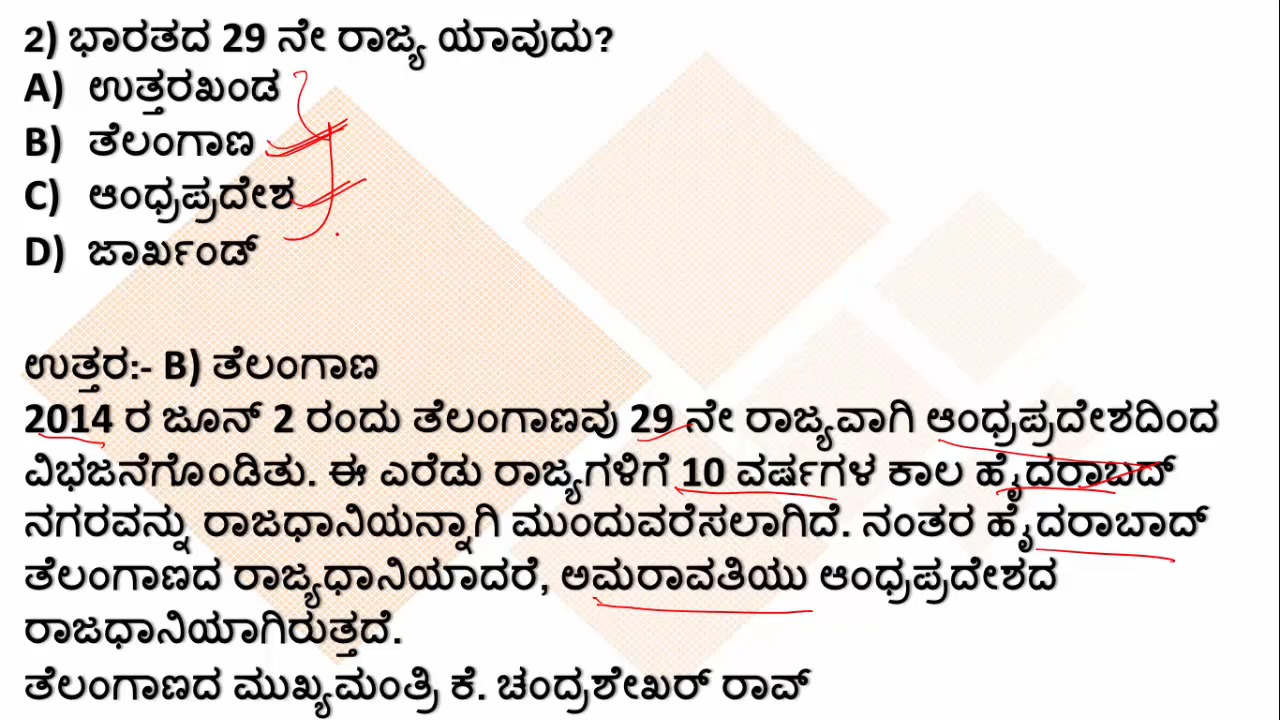 2) ಭಾರತದ 29 ನೇ ರಾಜ್ಯ ಯಾವುದು?
A) ಉತ್ತರಖಂಡ
B) ತೆಲಂಗಾಣ
C) ಆಂಧ್ರಪ್ರದೇಶ
D) ಜಾರ್ಖಂಡ್
ಉತ್ತರ:- B) ತೆಲಂಗಾಣ
2014 ರ ಜೂನ್ 2 ರಂದು ತೆಲಂಗಾಣವು 29 ನೇ ರಾಜ್ಯವಾಗಿ ಆಂಧ್ರಪ್ರದೇಶದಿಂದ
ವಿಭಜನೆಗೊಂಡಿತು. ಈ ಎರೆಡು ರಾಜ್ಯಗಳಿಗೆ 10 ವರ್ಷಗಳ ಕಾಲ ಹೈದರಾಬದ್
ನಗರವನ್ನು ರಾಜಧಾನಿಯನ್ನಾಗಿ ಮುಂದುವರೆಸಲಾಗಿದೆ. ನಂತರ ಹೈದರಾಬಾದ್
ತೆಲಂಗಾಣದ ರಾಜ್ಯಧಾನಿಯಾದರೆ, ಅಮರಾವತಿಯು ಆಂಧ್ರಪ್ರದೇಶದ
ರಾಜಧಾನಿಯಾಗಿರುತ್ತದೆ.
ತೆಲಂಗಾಣದ ಮುಖ್ಯಮಂತ್ರಿ ಕೆ. ಚಂದ್ರಶೇಖರ್ ರಾವ್